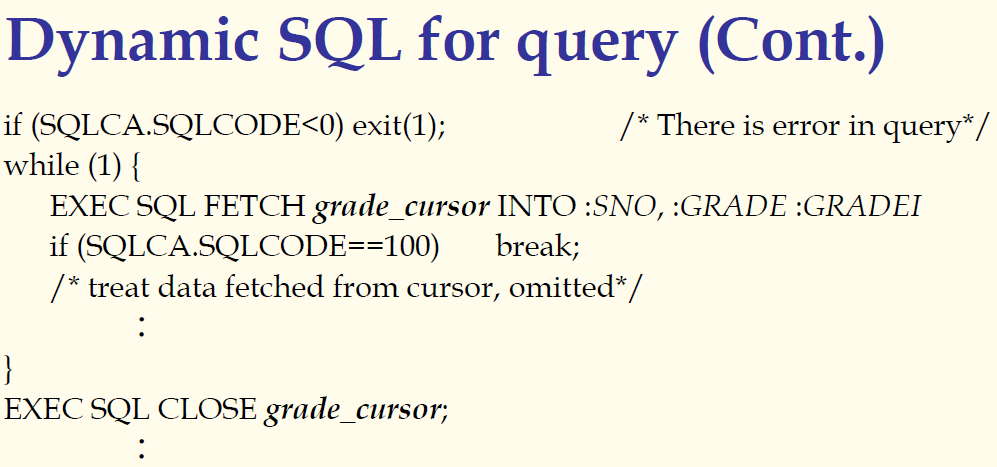 Dynamic SQL for query (Cont.)
if (SQLCA.SQLCODE<0) exit(1); /* There is error in query*/
while (1) {
EXEC SQL FETCH grade_cursor INTO :SNO, :GRADE :GRADEI
if (SQLCA.SQLCODE==100) break;
/* treat data fetched from cursor, omitted*/
:
}
EXEC SQL CLOSE grade_cursor;
: